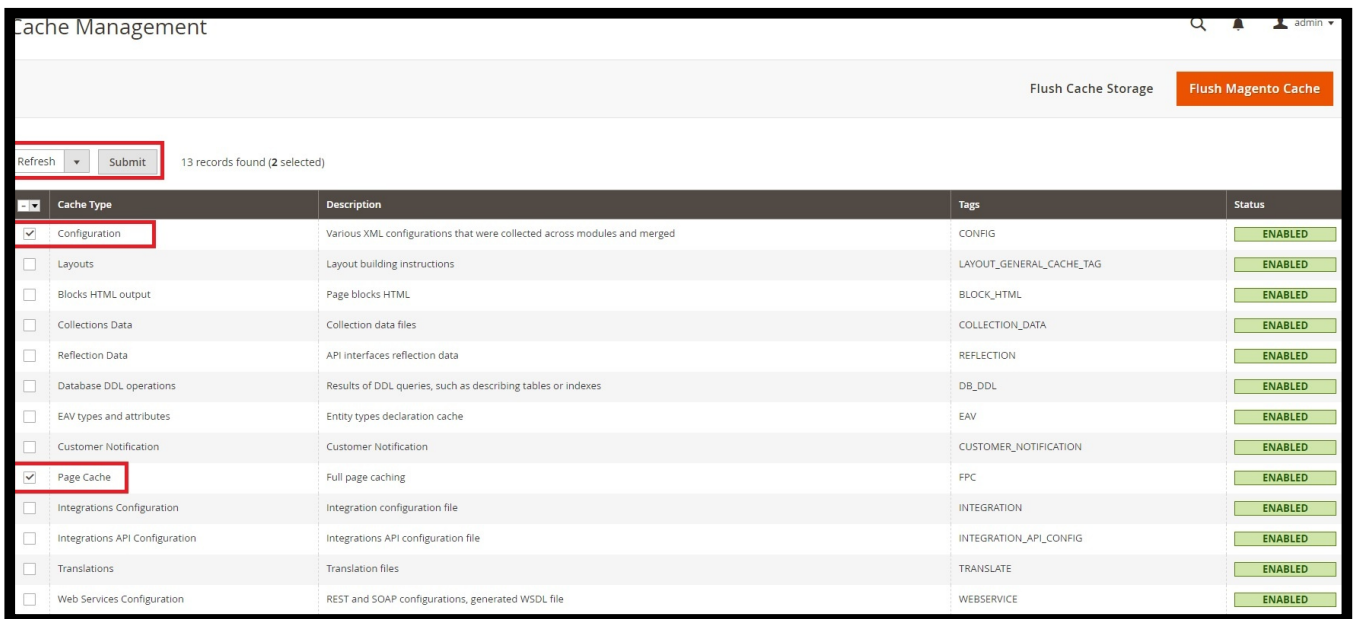 Cache Management
admin
Flush Cache Storage Flush Magento Cache
Refresh Submit 13 records found (2 selected)
Cache Type Description Tags Status
Configuration Various XML configurations that were collected across modules and merged CONFIG ENABLED
Layouts Layout building instructions LAYOUT_GENERAL_CACHE_TAG ENABLED
Blocks HTML output Page blocks HTML BLOCK_HTML ENABLED
Collections Data Collection data files COLLECTION_DATA ENABLED
Reflection Data API interfaces reflection data REFLECTION ENABLED
Database DDL operations Results of DDL queries, such as describing tables or indexes DB_DDL ENABLED
EAV types and attributes Entity types declaration cache EAV ENABLED
Customer Notification Customer Notification CUSTOMER_NOTIFICATION ENABLED
Page Cache Full page caching FPC ENABLED
Integrations Configuration Integration configuration file INTEGRATION ENABLED
Integrations API Configuration Integrations API configuration file INTEGRATION_API_CONFIG ENABLED
Translations Translation files TRANSLATE ENABLED
Web Services Configuration REST and SOAP configurations, generated WSDL file WEBSERVICE ENABLED